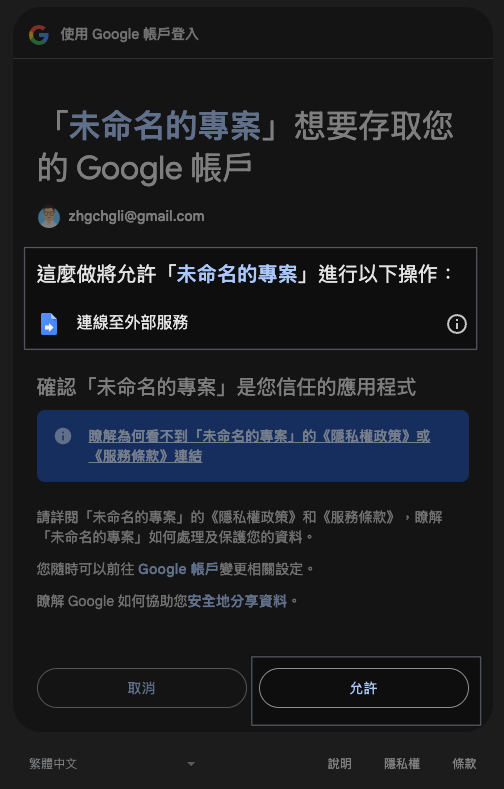 使用 Google 帳戶登入
「未命名的專案」想要存取您
的 Google 帳戶
zhgchgli@gmail.com
這麼做將允許「未命名的專案」進行以下操作：
連線至外部服務
確認「未命名的專案」是您信任的應用程式
瞭解為何看不到「未命名的專案」的《隱私權政策》或
《服務條款》連結
請詳閱「未命名的專案」的《隱私權政策》和《服務條款》，瞭解
「未命名的專案」如何處理及保護您的資料。
您隨時可以前往 Google 帳戶變更相關設定。
瞭解 Google 如何協助您安全地分享資料。
取消
允許
繁體中文
說明
隱私權
條款